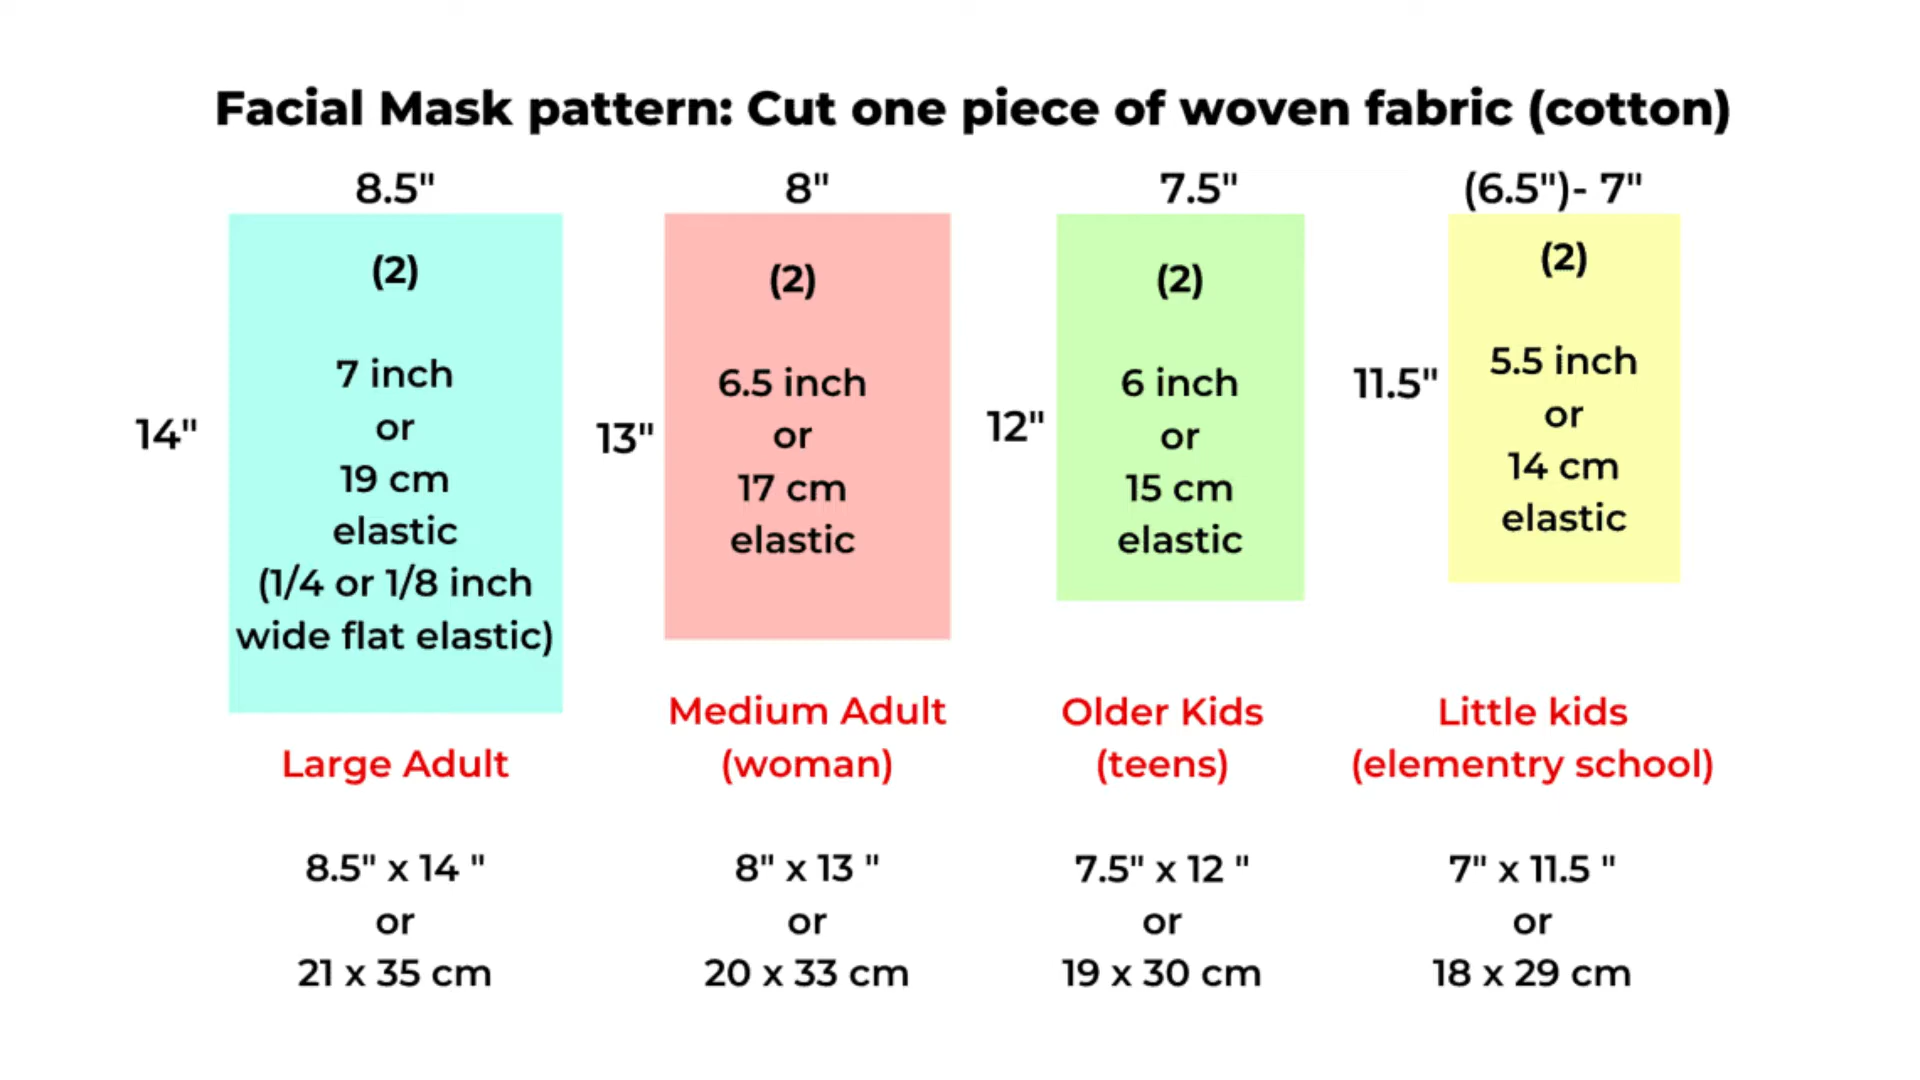 Facial Mask pattern: Cut one piece of woven fabric (cotton)
8.5"
14"
(2)
7 inch
or
19 cm
elastic
(1/4 or 1/8 inch
wide flat elastic)
Large Adult
8.5" x 14 "
or
21 x 35 cm
8"
13"
(2)
6.5 inch
or
17 cm
elastic
Medium Adult
(woman)
8" x 13 "
or
20 x 33 cm
7.5"
12"
(2)
6 inch
or
15 cm
elastic
Older Kids
(teens)
7.5" x 12 "
or
19 x 30 cm
(6.5")- 7"
11.5"
(2)
5.5 inch
or
14 cm
elastic
Little kids
(elementry school)
7" x 11.5 "
or
18 x 29 cm